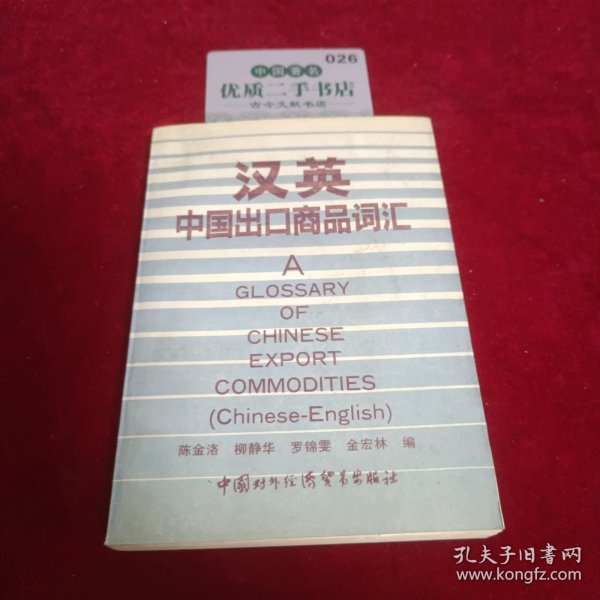 026
中国著名
优质二手书店
古今文献书店
汉英
中国出口商品词汇
A
GLOSSARY
OF
CHINESE
EXPORT
COMMODITIES
(Chinese-English)
陈金洛 柳静华 罗锦雯 金宏林 编
中国对外经济贸易出版社
孔夫子旧书网
www.kongfz.com